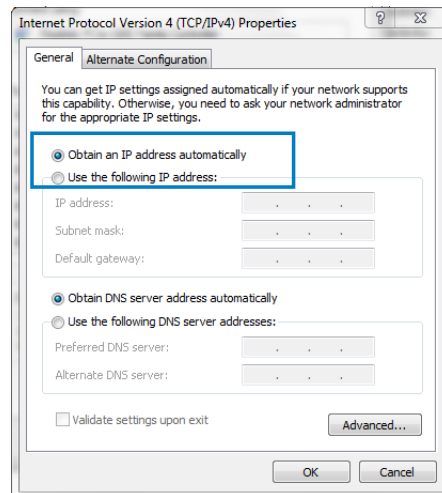 Internet Protocol Version 4 (TCP/IPv4) Properties
General
Alternate Configuration
You can get IP settings assigned automatically if your network supports
this capability. Otherwise, you need to ask your network administrator
for the appropriate IP settings.
Obtain an IP address automatically
Use the following IP address:
IP address:
Subnet mask:
Default gateway:
Obtain DNS server address automatically
Use the following DNS server addresses:
Preferred DNS server:
Alternate DNS server:
Validate settings upon exit
Advanced...
OK
Cancel